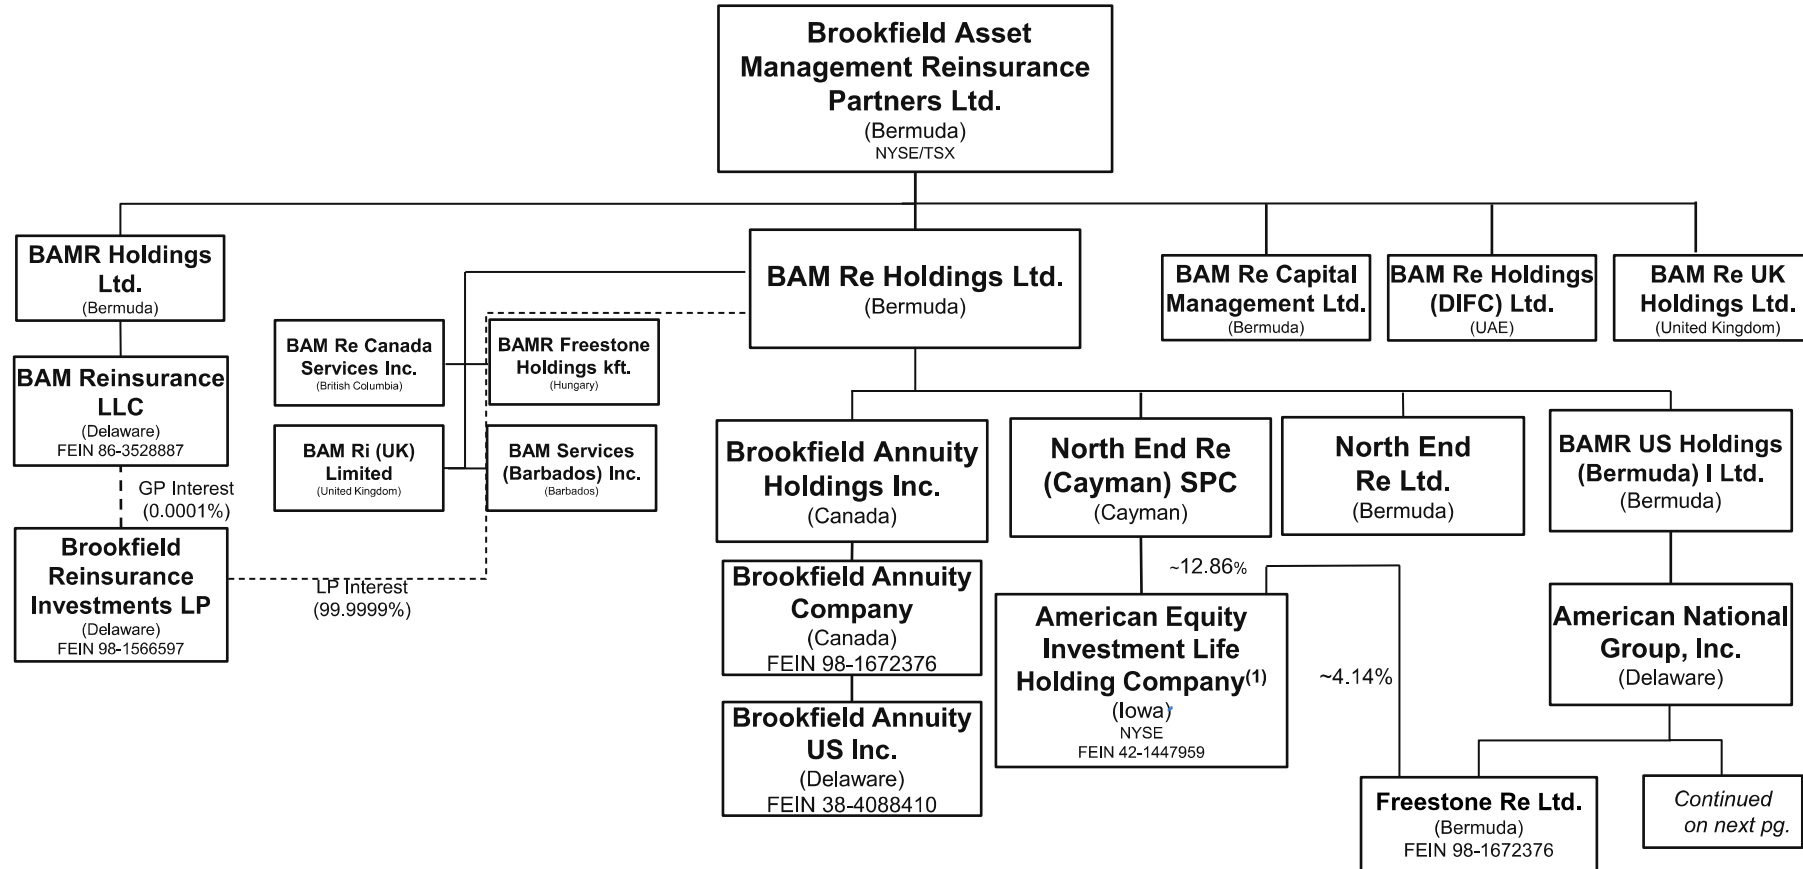 Brookfield Asset
Management Reinsurance
Partners Ltd.
(Bermuda)
NYSE/TSX
BAMR Holdings
Ltd.
(Bermuda)
BAM Re Holdings Ltd.
(Bermuda)
BAM Re Capital
Management Ltd.
(Bermuda)
BAM Re Holdings
(DIFC) Ltd.
(UAE)
BAM Re UK
Holdings Ltd.
(United Kingdom)
BAM Re Canada
Services Inc.
(British Columbia)
BAMR Freestone
Holdings kft.
(Hungary)
BAM Reinsurance
LLC
(Delaware)
FEIN 86-3528887
BAM Ri (UK)
Limited
(United Kingdom)
BAM Services
(Barbados) Inc.
(Barbados)
GP Interest
(0.0001%)
Brookfield
Reinsurance
Investments LP
(Delaware)
FEIN 98-1566597
LP Interest
(99.9999%)
Brookfield Annuity
Holdings Inc.
(Canada)
North End Re
(Cayman) SPC
(Cayman)
North End
Re Ltd.
(Bermuda)
BAMR US Holdings
(Bermuda) I Ltd.
(Bermuda)
Brookfield Annuity
Company
(Canada)
FEIN 98-1672376
~12.86%
American Equity
Investment Life
Holding Company(1)
(Iowa)
NYSE
FEIN 42-1447959
~4.14%
American National
Group, Inc.
(Delaware)
Brookfield Annuity
US Inc.
(Delaware)
FEIN 38-4088410
Freestone Re Ltd.
(Bermuda)
FEIN 98-1672376
Continued
on next pg.